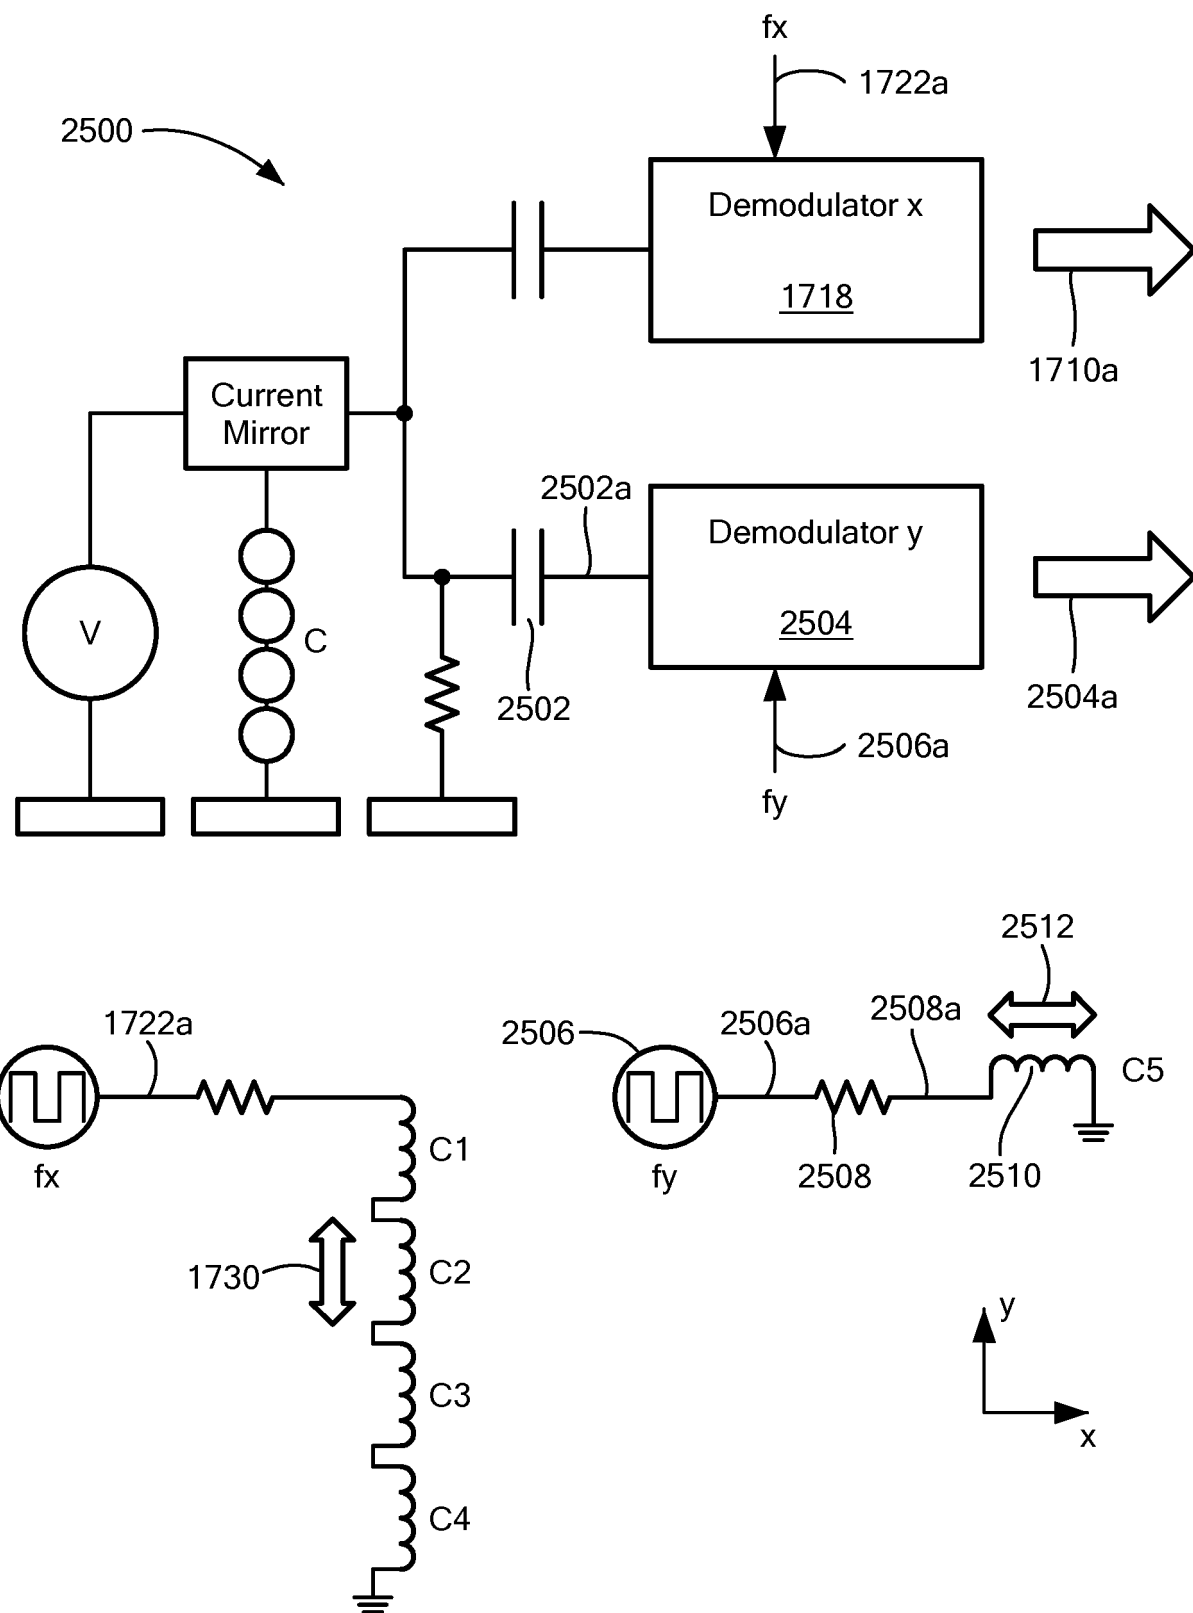 fx
1722a
2500
Demodulator x
1718
1710a
Current
Mirror
2502a
Demodulator y
2504
2504a
V
C
2502
2506a
fy
2512
1722a
2506
2506a
2508a
C5
fx
C1
fy
2508
2510
1730
C2
y
C3
x
C4